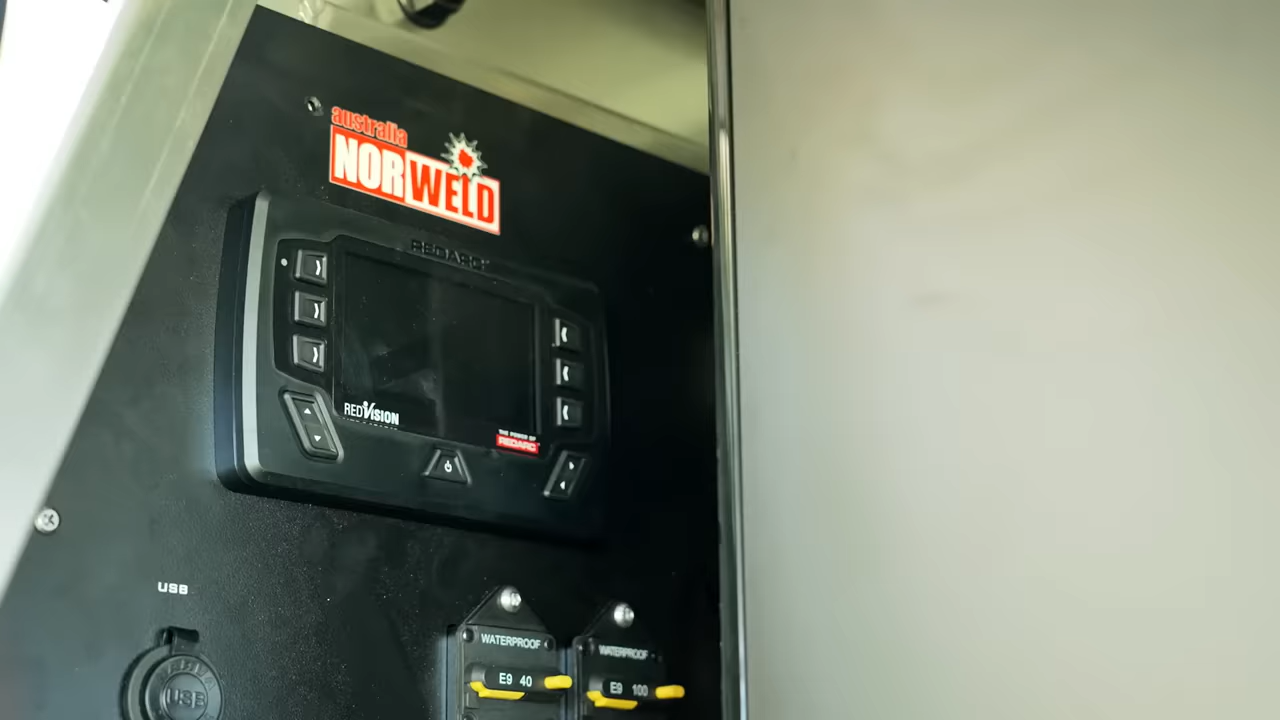 australia
NORWELD
REDARC
REDVISION
THE POWER OF
REDARC
USB
USB
WATERPROOF
E9 40
WATERPROOF
E9 100